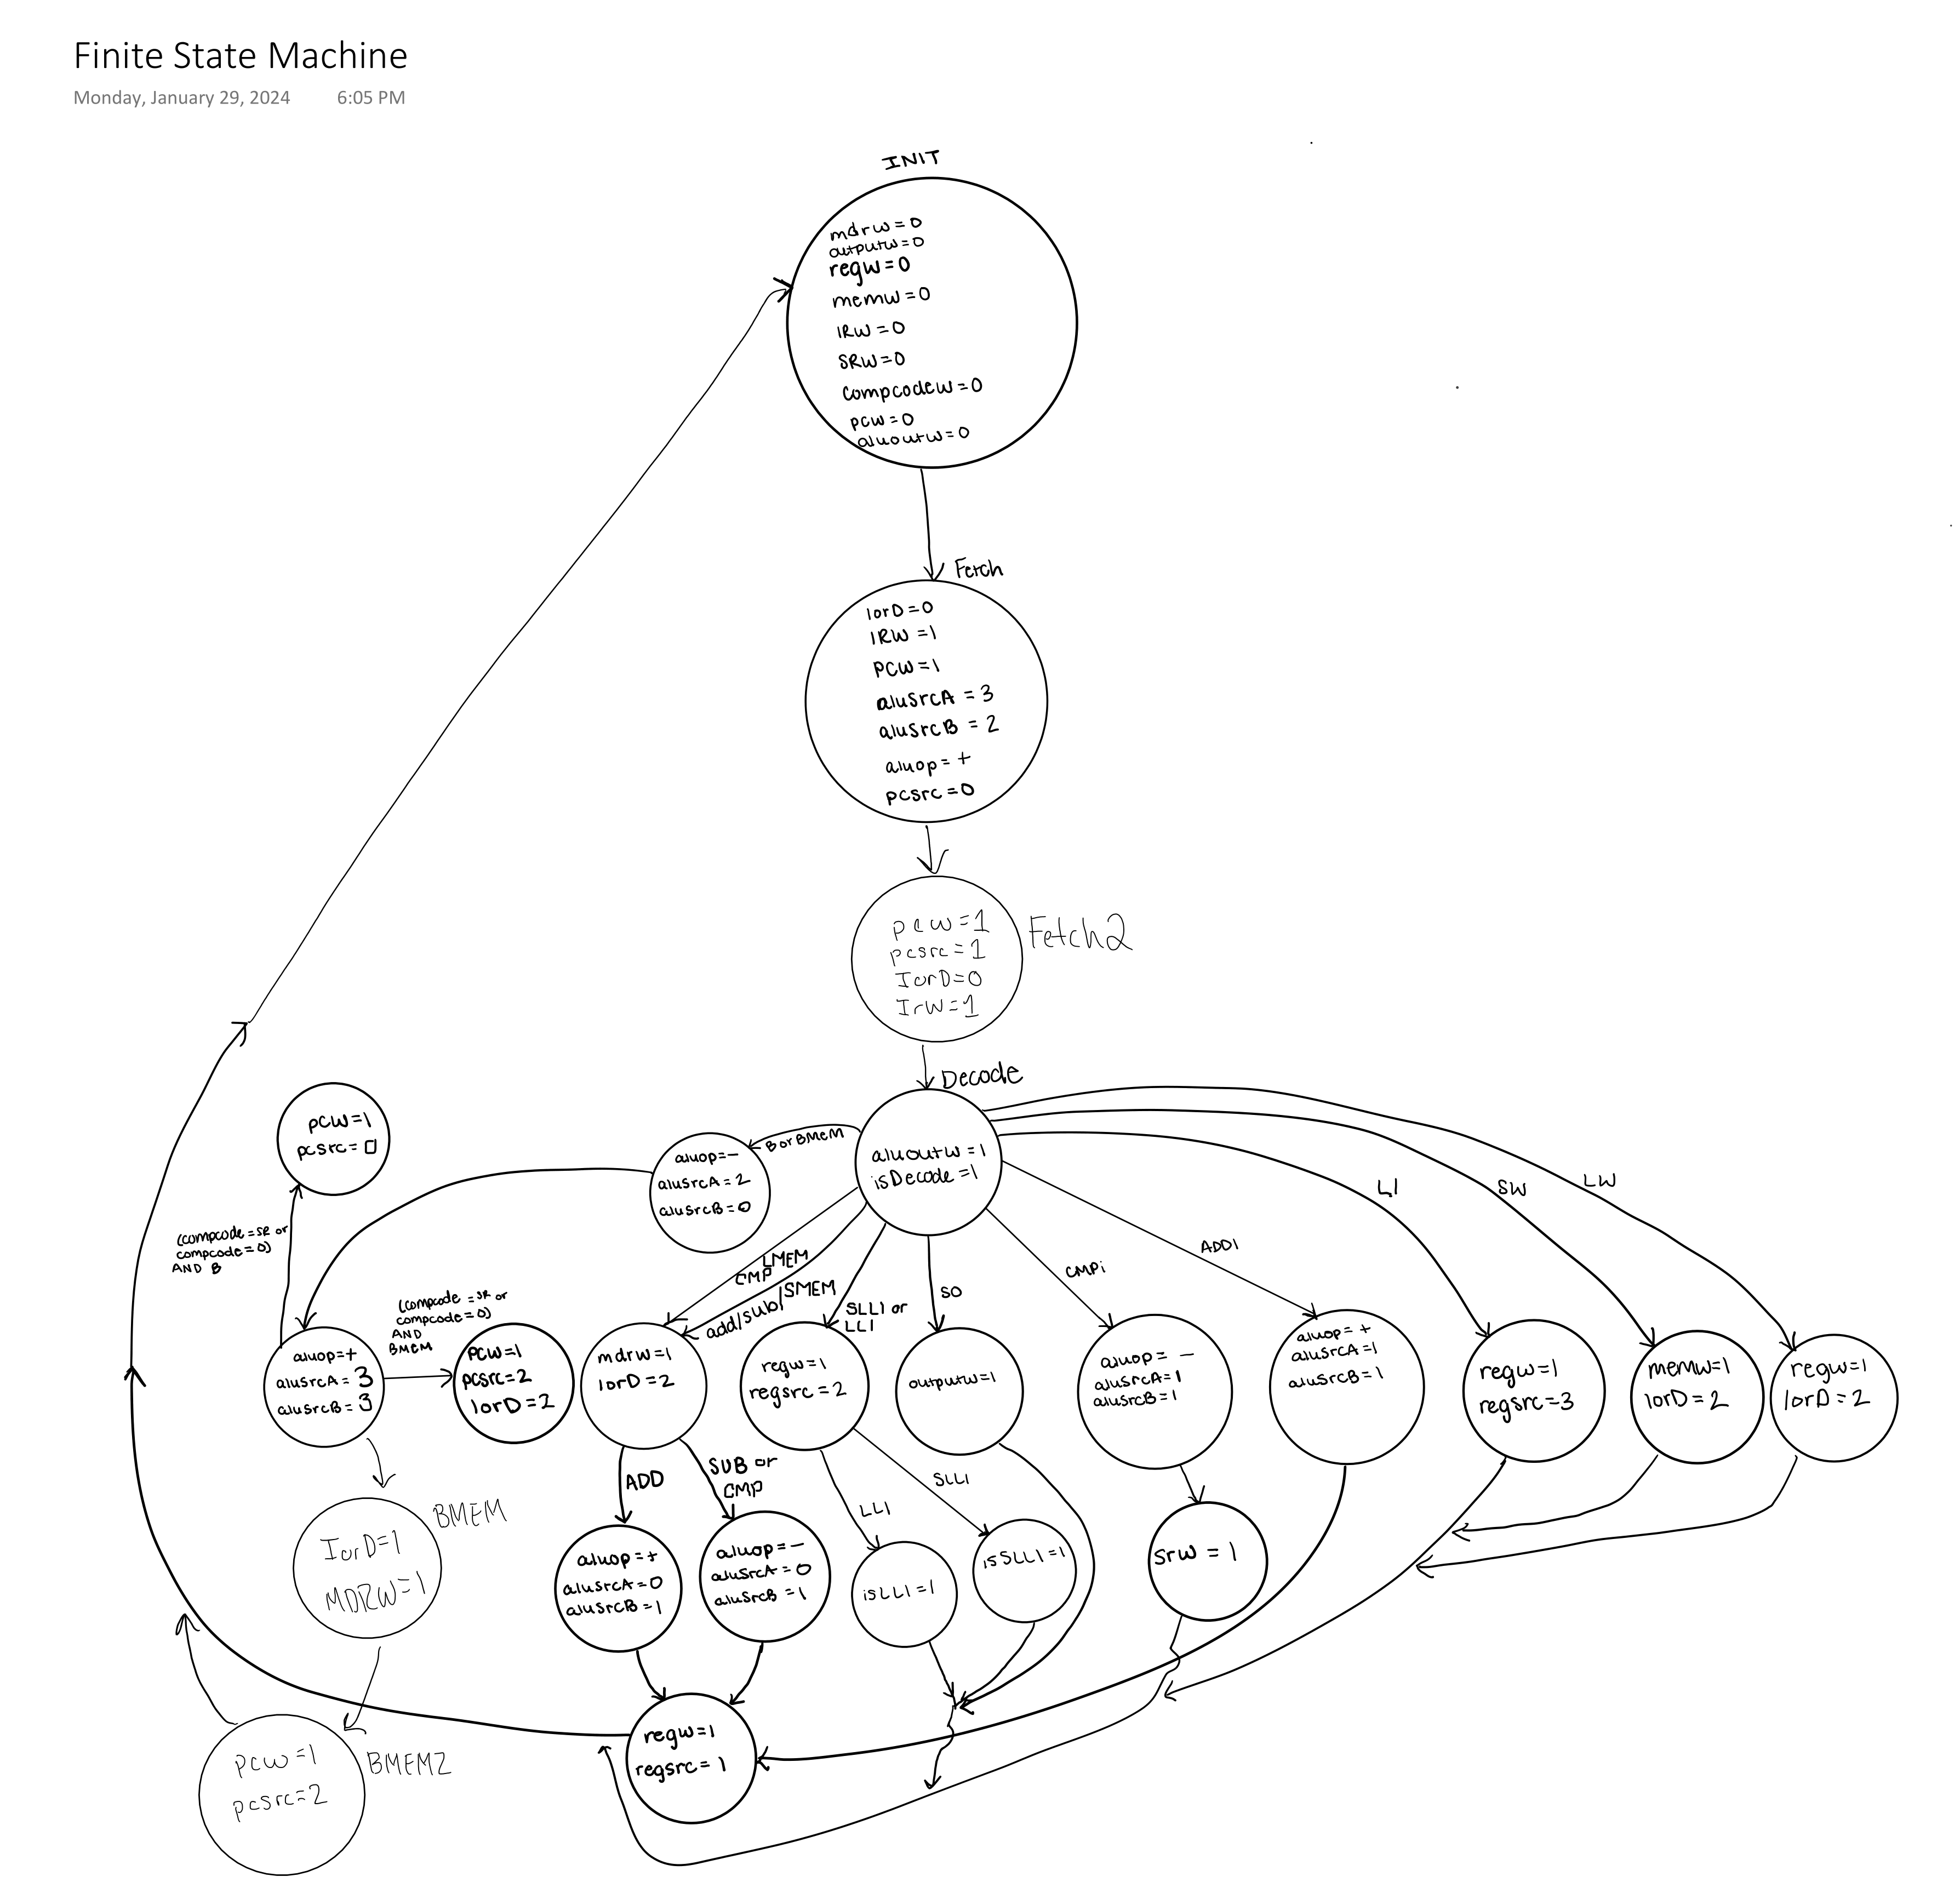 Finite State Machine
Monday, January 29, 2024 6:05 PM
INIT
mdrw=0
outputw=0
regw=0
memw=0
IRW=0
SRW=0
compcodew=0
pcw=0
aluoutw=0
Fetch
IorD=0
IRW=1
PCW=1
aluSrcA=3
aluSrcB=2
aluop=+
pcsrc=0
Fetch2
pcw=1
pcsrc=1
IorD=0
IrW=1
Decode
aluoutw=1
isDecode=1
BorBMEM
aluop=-
aluSrcA=2
aluSrcB=0
PCW=1
pcsrc=0
(compcode=SR or
compcode=0)
AND B
aluop=+
aluSrcA=3
aluSrcB=3
(compcode=SR or
compcode=0)
AND
BMEM
PCW=1
pcsrc=2
IorD=2
LMEM
CMP
add/sub/SMEM
mdrw=1
IorD=2
SLLI or
LLI
regw=1
regsrc=2
SO
outputw=1
CMPi
aluop=-
aluSrcA=1
aluSrcB=1
ADDI
aluop=+
aluSrcA=1
aluSrcB=1
LI
regw=1
regsrc=3
SW
memw=1
IorD=2
LW
regw=1
IorD=2
BMEM
IorD=1
MDRW=1
ADD
aluop=+
aluSrcA=0
aluSrcB=1
SUB or
CMP
aluop=-
aluSrcA=0
aluSrcB=1
LLI
isLLI=1
SLLI
isSLLI=1
srw=1
regw=1
regsrc=1
BMEM2
pcw=1
pcsrc=2